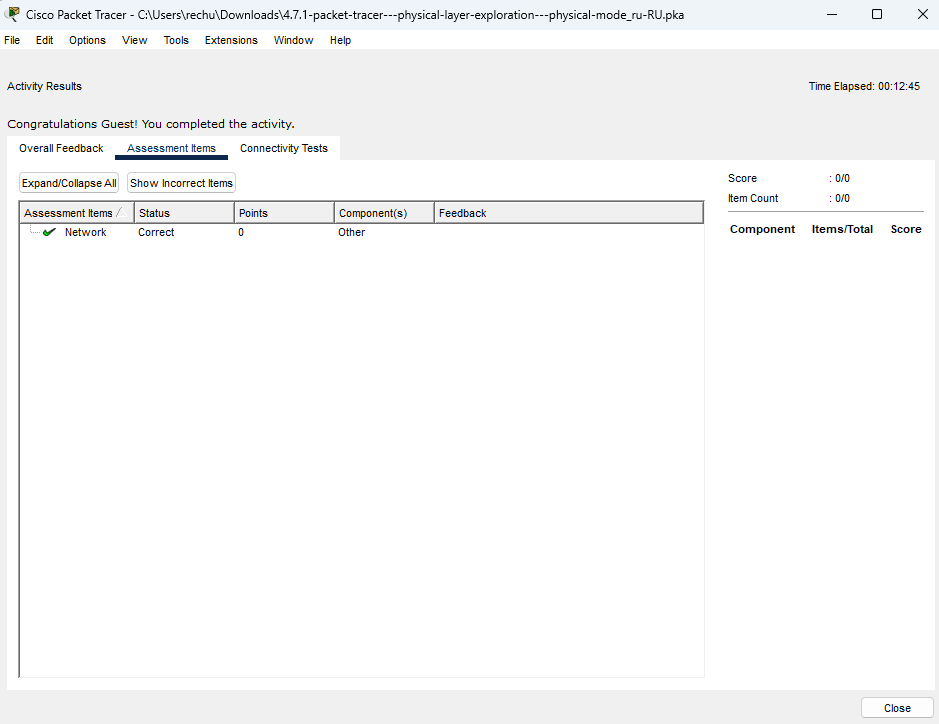 Cisco Packet Tracer - C:\Users\rechu\Downloads\4.7.1-packet-tracer---physical-layer-exploration---physical-mode_ru-RU.pka
File Edit Options View Tools Extensions Window Help
Activity Results Time Elapsed: 00:12:45
Congratulations Guest! You completed the activity.
Overall Feedback Assessment Items Connectivity Tests
Expand/Collapse All Show Incorrect Items
Score : 0/0
Item Count : 0/0
Component Items/Total Score
Assessment Items Status Points Component(s) Feedback
Network Correct 0 Other
Close